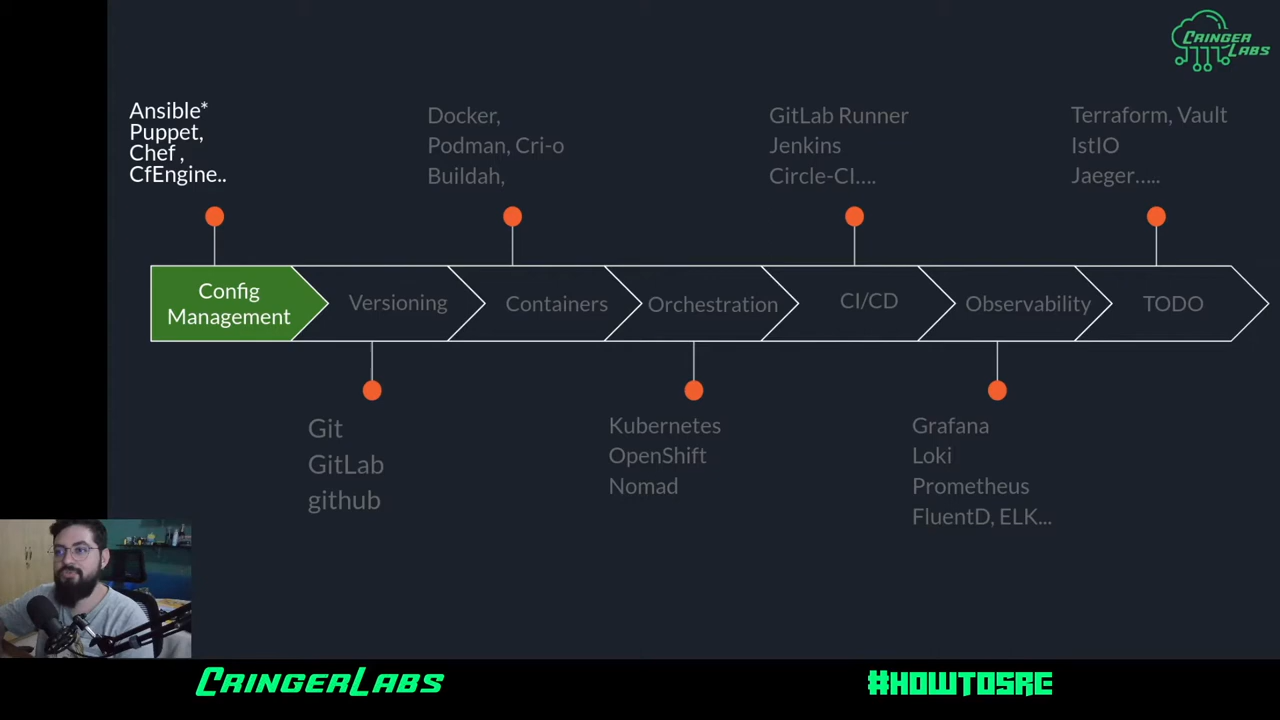 CRINGER
LABS
Ansible*
Puppet,
Chef ,
CfEngine..
Docker,
Podman, Cri-o
Buildah,
GitLab Runner
Jenkins
Circle-CI....
Terraform, Vault
IstIO
Jaeger.....
Config
Management
Versioning
Containers
Orchestration
CI/CD
Observability
TODO
Git
GitLab
github
Kubernetes
OpenShift
Nomad
Grafana
Loki
Prometheus
FluentD, ELK...
CRINGERLABS
#HOWTOSRE